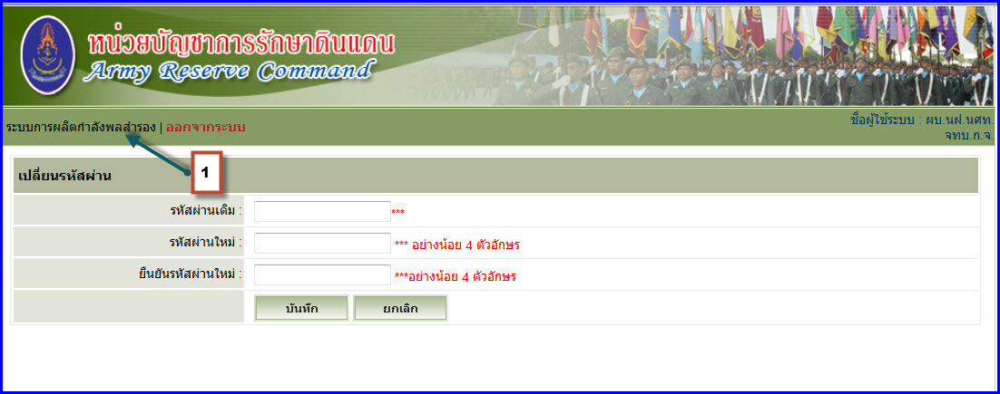 หน่วยบัญชาการรักษาดินแดน
Army Reserve Command
ระบบการผลิตกำลังพลสำรอง | ออกจากระบบ
ชื่อผู้ใช้ระบบ : ผบ.นฝ.นศท.
จทบ.ก.จ.
1
เปลี่ยนรหัสผ่าน
รหัสผ่านเดิม : ***
รหัสผ่านใหม่ : *** อย่างน้อย 4 ตัวอักษร
ยืนยันรหัสผ่านใหม่ : ***อย่างน้อย 4 ตัวอักษร
บันทึก ยกเลิก